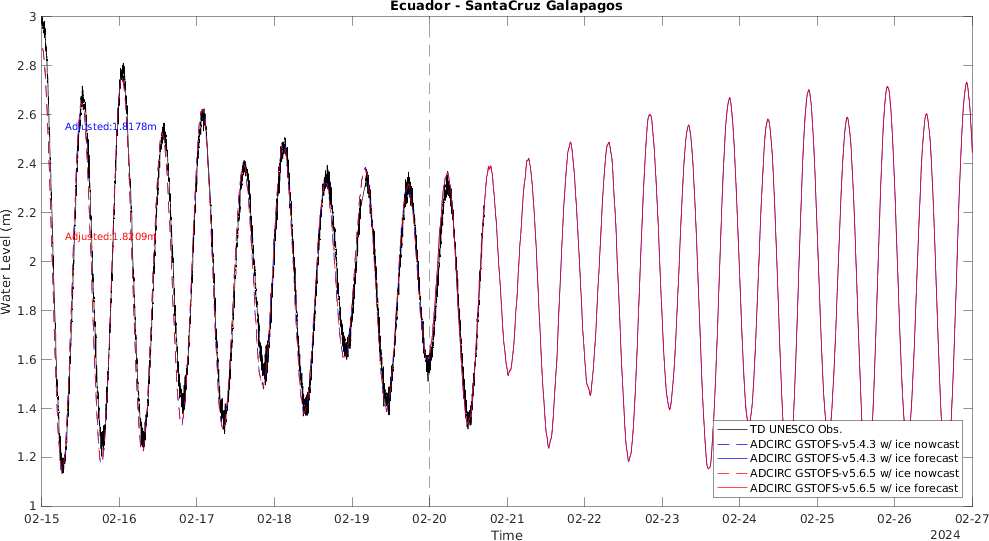 Ecuador - SantaCruz Galapagos
3
2.8
2.6
2.4
2.2
2
1.8
1.6
1.4
1.2
1
Water Level (m)
Adjusted:1.8178m
Adjusted:1.8209m
TD UNESCO Obs.
ADCIRC GSTOFS-v5.4.3 w/ ice nowcast
ADCIRC GSTOFS-v5.4.3 w/ ice forecast
ADCIRC GSTOFS-v5.6.5 w/ ice nowcast
ADCIRC GSTOFS-v5.6.5 w/ ice forecast
02-15 02-16 02-17 02-18 02-19 02-20 02-21 02-22 02-23 02-24 02-25 02-26 02-27
Time
2024